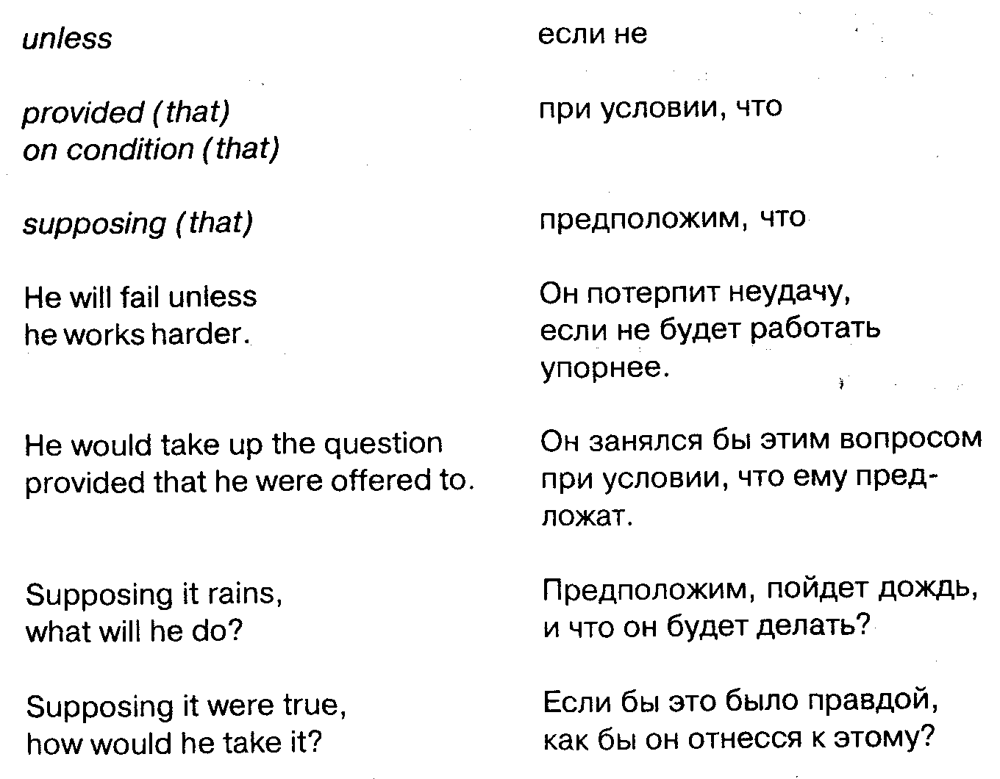 unless
если не
provided (that)
on condition (that)
при условии, что
supposing (that)
предположим, что
He will fail unless
he works harder.
Он потерпит неудачу,
если не будет работать
упорнее.
He would take up the question
provided that he were offered to.
Он занялся бы этим вопросом
при условии, что ему пред-
ложат.
Supposing it rains,
what will he do?
Предположим, пойдет дождь,
и что он будет делать?
Supposing it were true,
how would he take it?
Если бы это было правдой,
как бы он отнесся к этому?